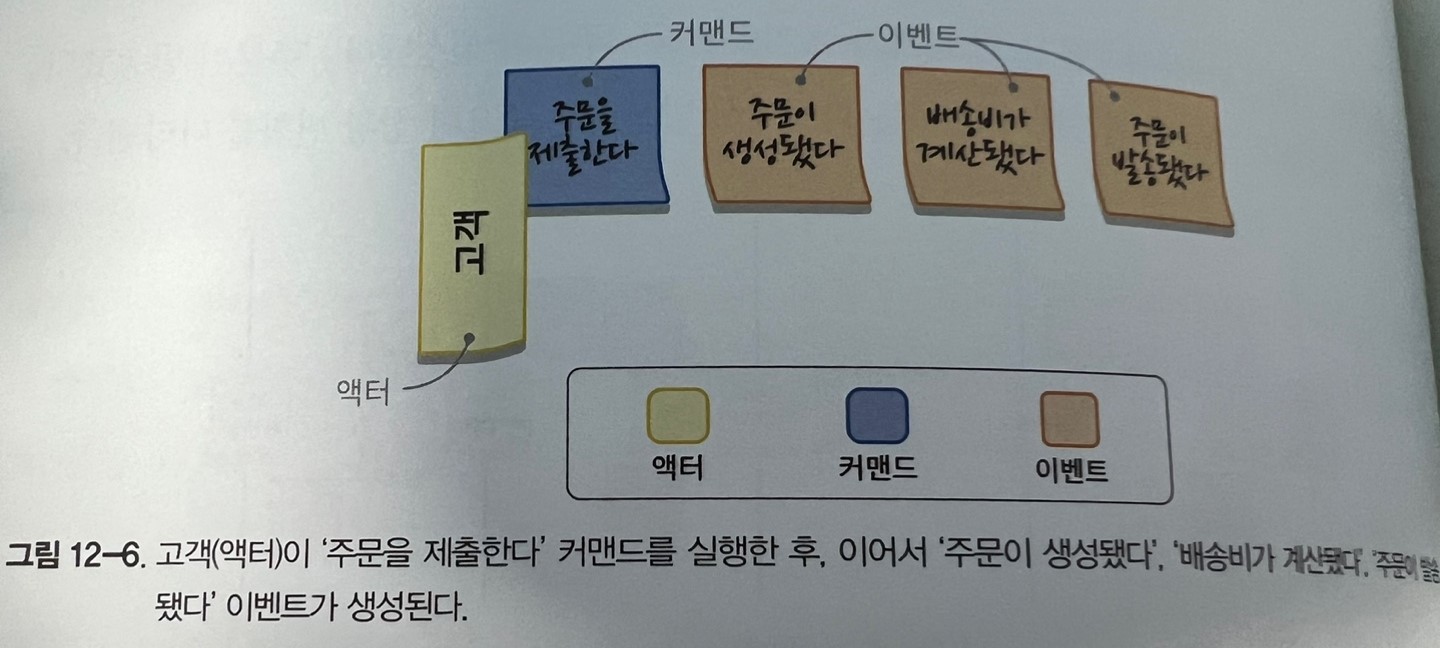 커맨드
이벤트
주문을
제출한다
주문이
생성됐다
배송비가
계산됐다
주문이
발송됐다
고객
액터
액터
커맨드
이벤트
그림 12-6. 고객(액터)이 '주문을 제출한다' 커맨드를 실행한 후, 이어서 '주문이 생성됐다', '배송비가 계산됐다', '주문이 발송
됐다' 이벤트가 생성된다.